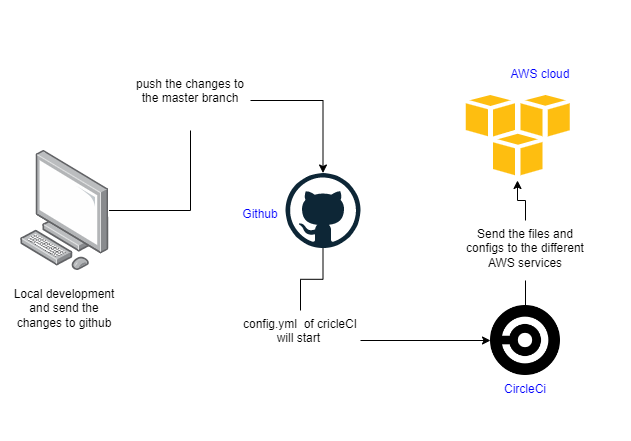 push the changes to
the master branch
AWS cloud
Github
Send the files and
configs to the different
AWS services
Local development
and send the
changes to github
config.yml of cricleCI
will start
CircleCi